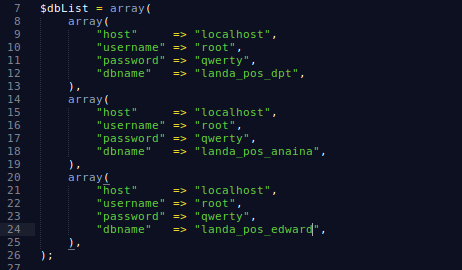 7 $dbList = array(
8     array(
9         "host"     => "localhost",
10         "username" => "root",
11         "password" => "qwerty",
12         "dbname"   => "landa_pos_dpt",
13     ),
14     array(
15         "host"     => "localhost",
16         "username" => "root",
17         "password" => "qwerty",
18         "dbname"   => "landa_pos_anaina",
19     ),
20     array(
21         "host"     => "localhost",
22         "username" => "root",
23         "password" => "qwerty",
24         "dbname"   => "landa_pos_edward",
25     ),
26 );
27